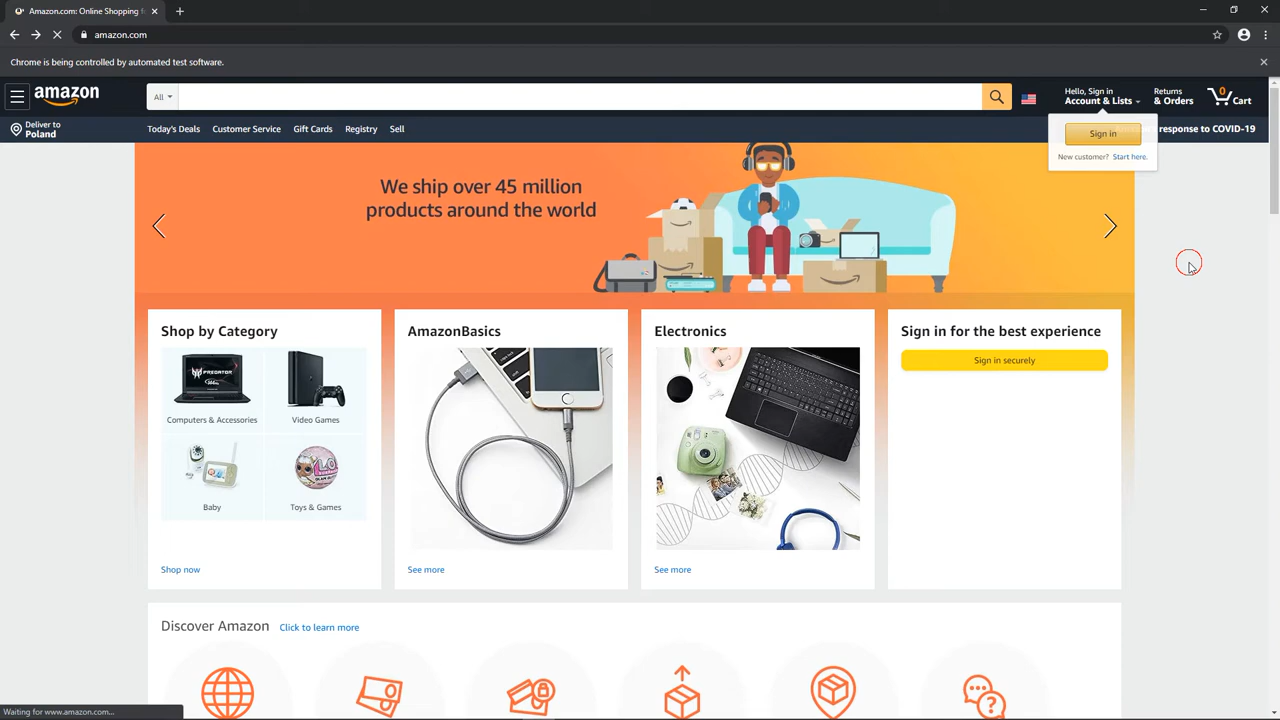 Amazon.com: Online Shopping f
amazon.com
Chrome is being controlled by automated test software.
amazon
All
Hello, Sign in
Account & Lists
Returns
& Orders
0
Cart
Deliver to
Poland
Today's Deals
Customer Service
Gift Cards
Registry
Sell
response to COVID-19
Sign in
New customer? Start here.
We ship over 45 million
products around the world
Shop by Category
AmazonBasics
Electronics
Sign in for the best experience
Sign in securely
PREDATOR
Computers & Accessories
Video Games
Baby
Toys & Games
Shop now
See more
See more
Discover Amazon
Click to learn more
Waiting for www.amazon.com...